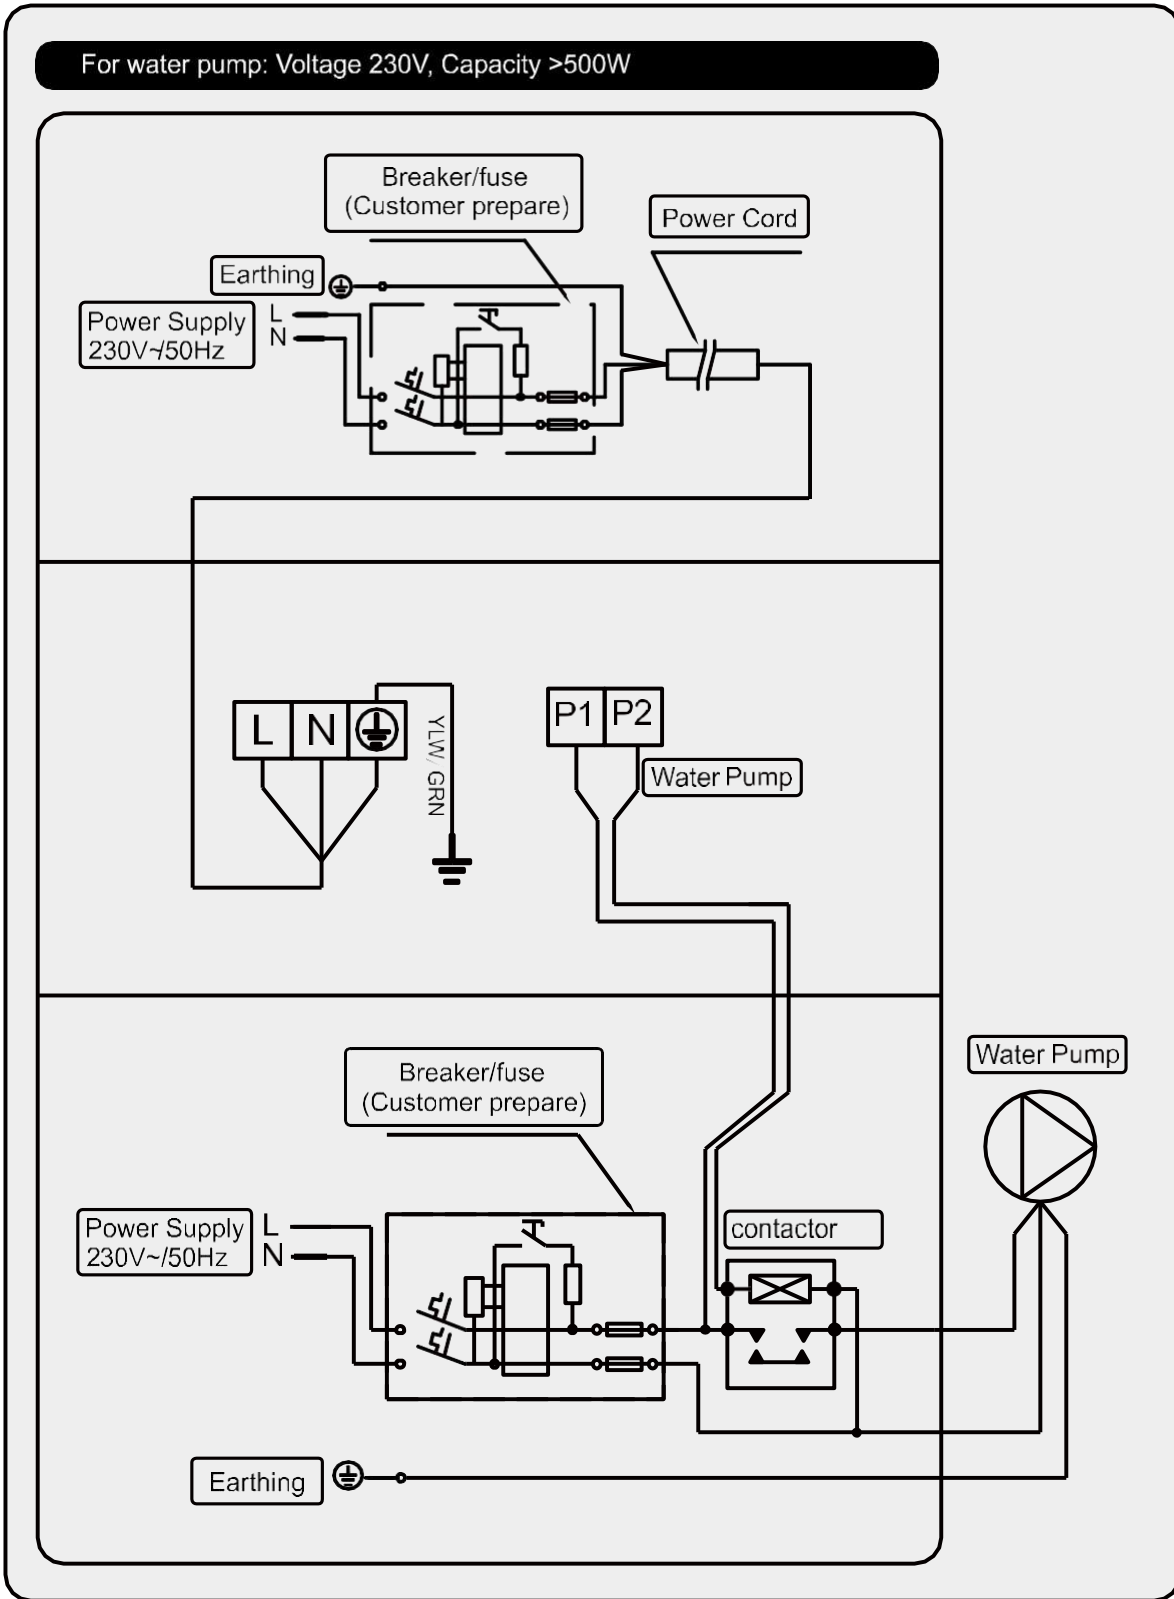 For water pump: Voltage 230V, Capacity >500W
Breaker/fuse
(Customer prepare)
Power Cord
Earthing
Power Supply
230V~/50Hz
L
N
L N
YLW/GRN
P1 P2
Water Pump
Water Pump
Breaker/fuse
(Customer prepare)
Power Supply
230V~/50Hz
L
N
contactor
Earthing